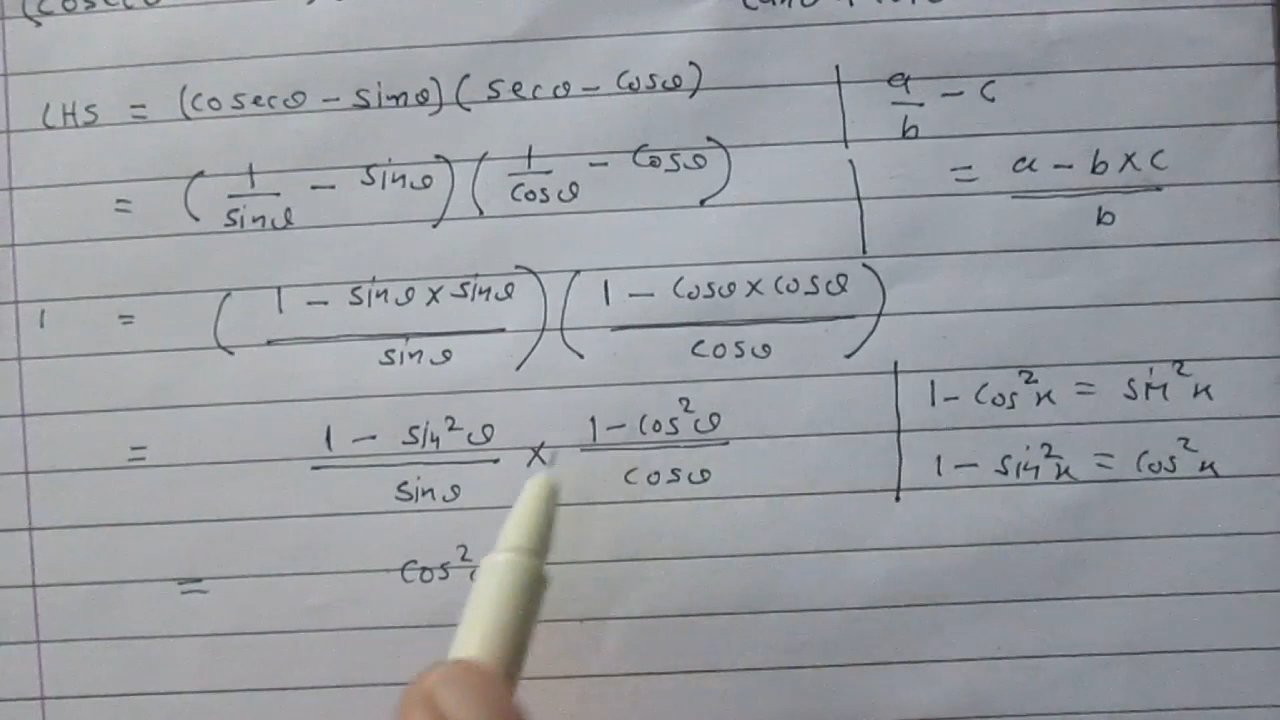 LHS = (cosecθ - sinθ)(secθ - cosθ)
a/b - c
= (1/sinθ - sinθ)(1/cosθ - cosθ)
= a - b×c / b
1 = (1 - sinθ×sinθ / sinθ)(1 - cosθ×cosθ / cosθ)
= 1 - sin²θ / sinθ × 1 - cos²θ / cosθ
1 - cos²x = sin²x
1 - sin²x = cos²x
= cos²